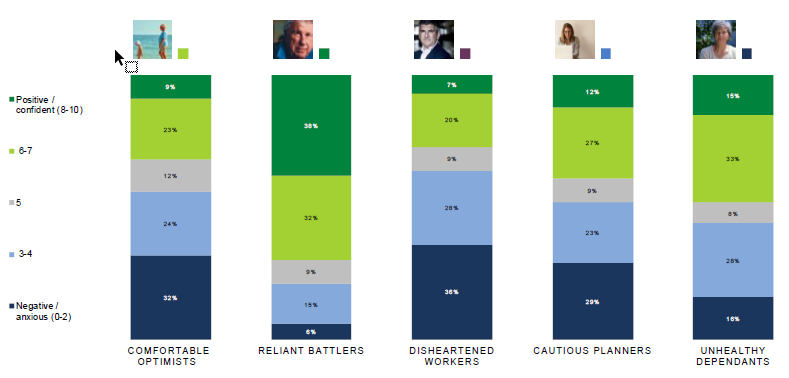 Positive /
confident (8-10)
6-7
5
3-4
Negative /
anxious (0-2)
9%
23%
12%
24%
32%
38%
32%
9%
15%
6%
7%
20%
9%
28%
36%
12%
27%
9%
23%
29%
15%
33%
8%
28%
16%
COMFORTABLE
OPTIMISTS
RELIANT BATTLERS
DISHEARTENED
WORKERS
CAUTIOUS PLANNERS
UNHEALTHY
DEPENDANTS